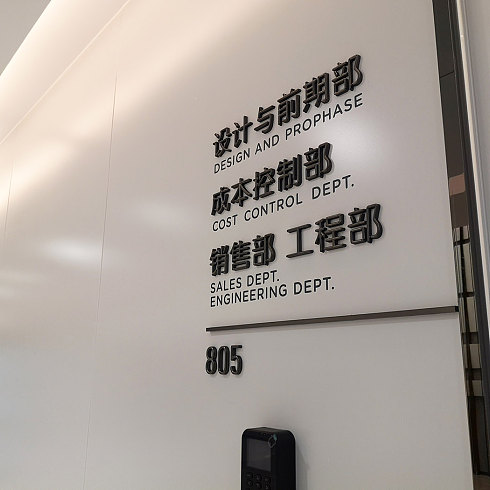 设计与前期部
DESIGN AND PROPHASE
成本控制部
COST CONTROL DEPT.
销售部 工程部
SALES DEPT.
ENGINEERING DEPT.
805